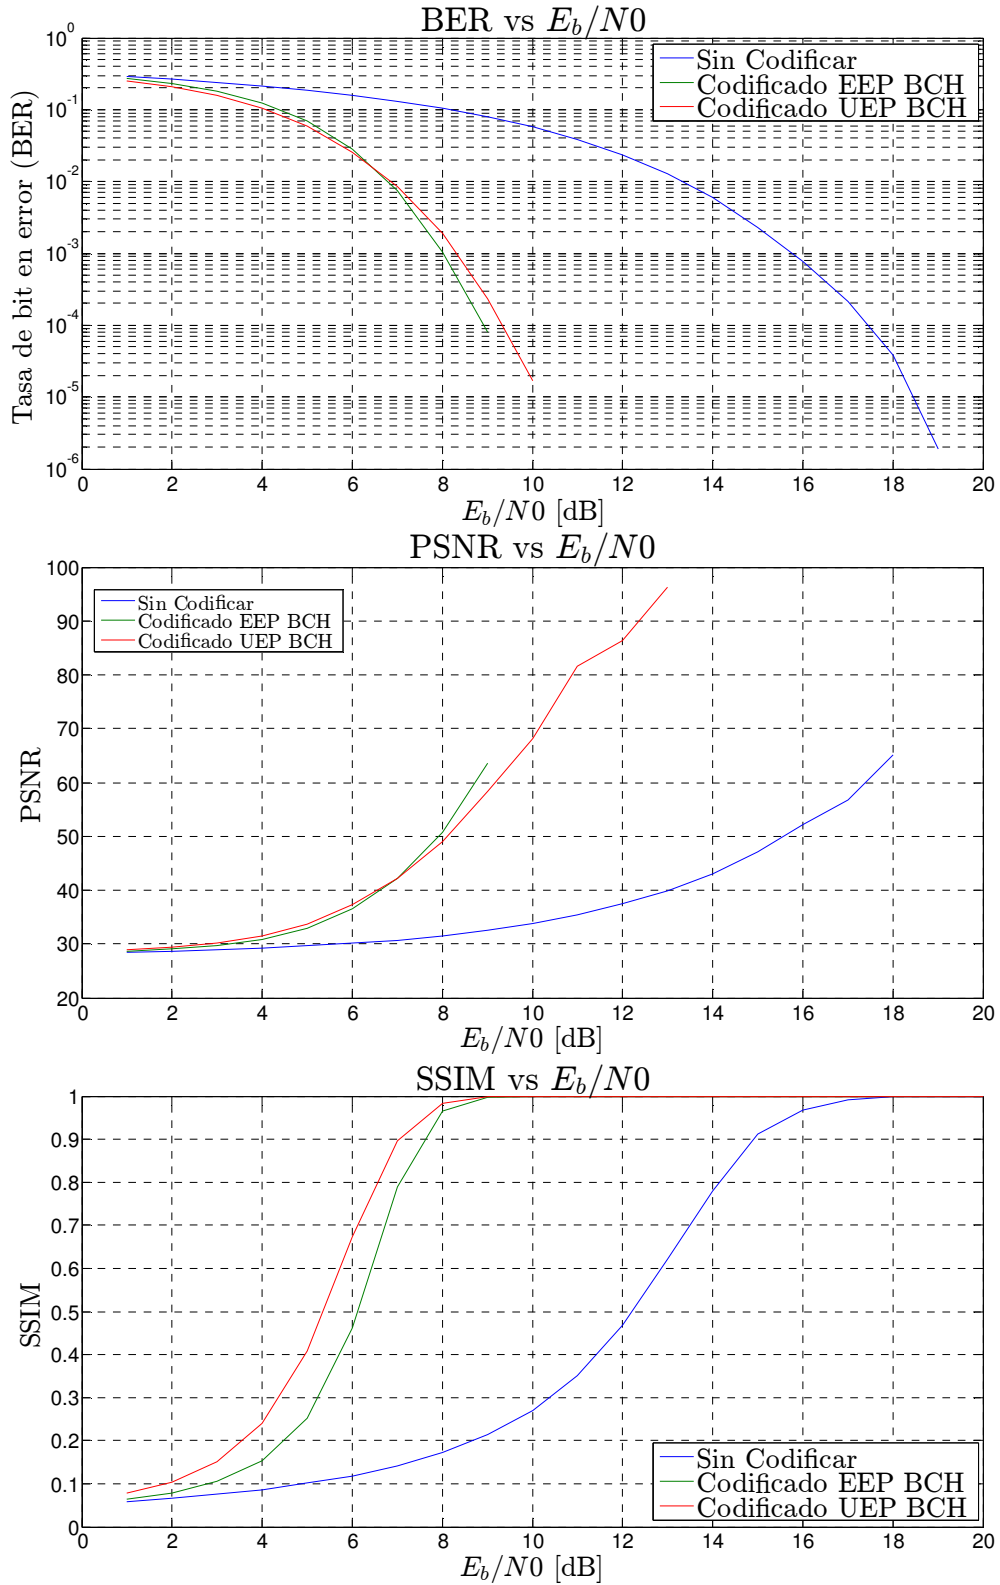 BER vs E_b/N0
10^0
10^-1
10^-2
10^-3
10^-4
10^-5
10^-6
Tasa de bit en error (BER)
Sin Codificar
Codificado EEP BCH
Codificado UEP BCH
0 2 4 6 8 10 12 14 16 18 20
E_b/N0 [dB]
PSNR vs E_b/N0
100
90
80
70
60
50
40
30
20
PSNR
Sin Codificar
Codificado EEP BCH
Codificado UEP BCH
0 2 4 6 8 10 12 14 16 18 20
E_b/N0 [dB]
SSIM vs E_b/N0
1
0.9
0.8
0.7
0.6
0.5
0.4
0.3
0.2
0.1
0
SSIM
Sin Codificar
Codificado EEP BCH
Codificado UEP BCH
0 2 4 6 8 10 12 14 16 18 20
E_b/N0 [dB]